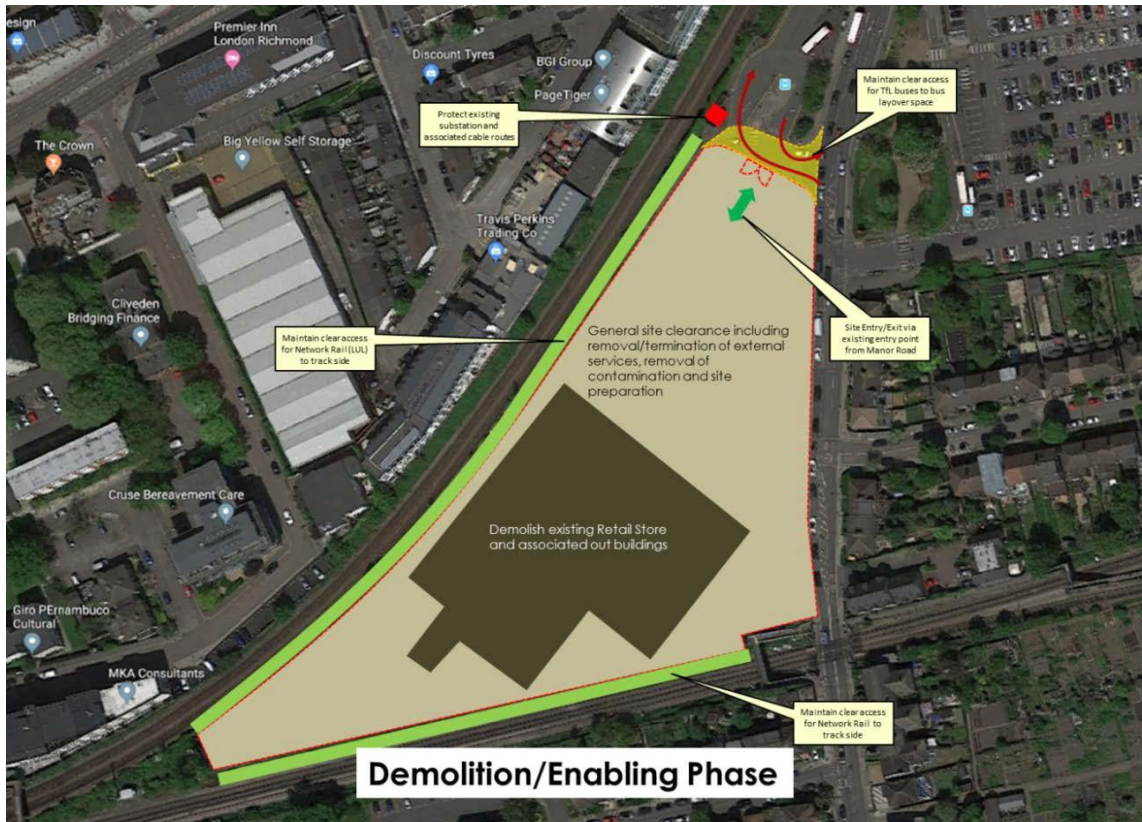 esign
Premier Inn
London Richmond
Discount Tyres
BGI Group
PageTiger
Maintain clear access
for TfL buses to bus
layover space
Protect existing
substation and
associated cable routes
The Crown
Big Yellow Self Storage
Travis Perkins
Trading Co
Cliveden
Bridging Finance
Maintain clear access
for Network Rail (LUL)
to track side
General site clearance including
removal/termination of external
services, removal of
contamination and site
preparation
Site Entry/Exit via
existing entry point
from Manor Road
Cruse Bereavement Care
Demolish existing Retail Store
and associated out buildings
Giro PErnambuco
Cultural
MKA Consultants
Maintain clear access
for Network Rail to
track side
Demolition/Enabling Phase